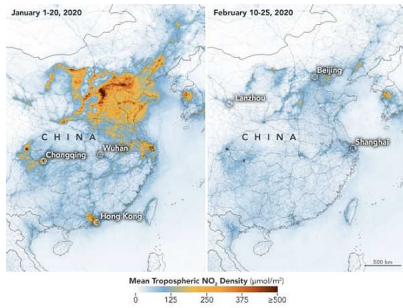 January 1-20, 2020
February 10-25, 2020
Beijing
Lanzhou
CHINA
CHINA
Wuhan
Shanghai
Chongqing
Hong Kong
500 km
Mean Tropospheric NO₂ Density (μmol/m²)
0 125 250 375 ≥500